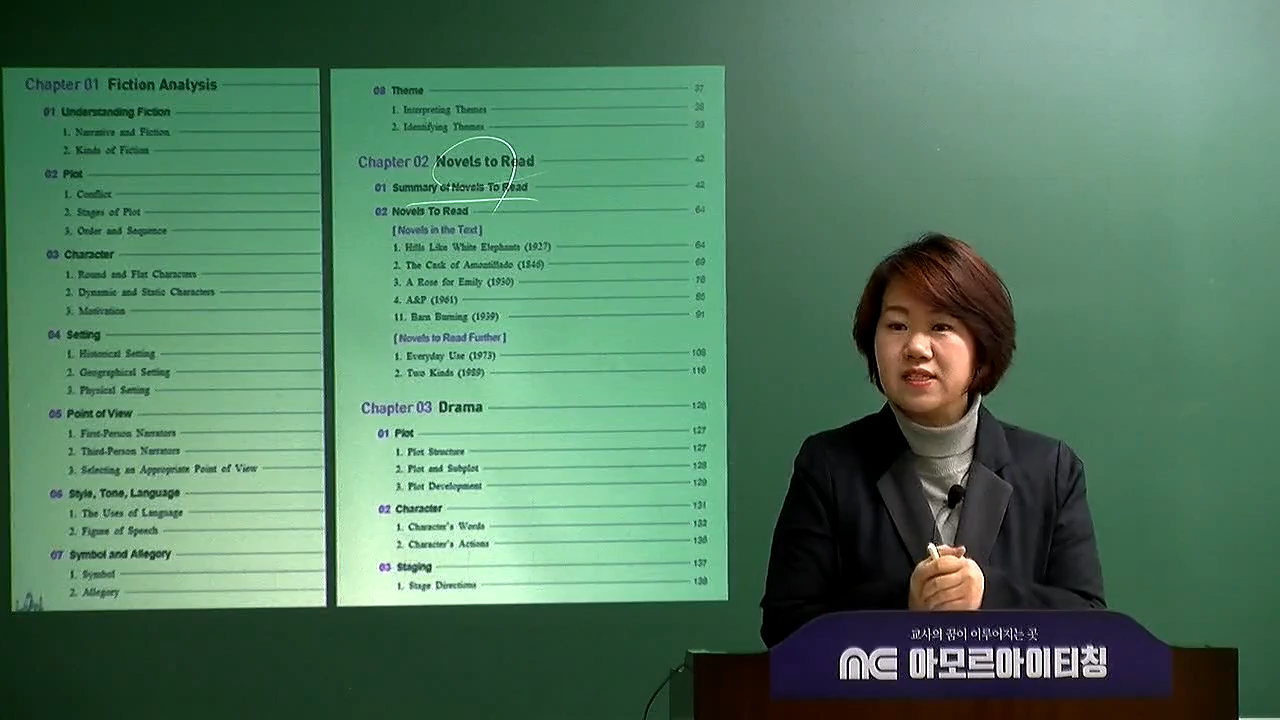 Chapter 01 Fiction Analysis
01 Understanding Fiction
1. Narrative and Fiction
2. Kinds of Fiction
02 Plot
1. Conflict
2. Stages of Plot
3. Order and Sequence
03 Character
1. Round and Flat Characters
2. Dynamic and Static Characters
3. Motivation
04 Setting
1. Historical Setting
2. Geographical Setting
3. Physical Setting
05 Point of View
1. First-Person Narrators
2. Third-Person Narrators
3. Selecting an Appropriate Point of View
06 Style, Tone, Language
1. The Uses of Language
2. Figure of Speech
07 Symbol and Allegory
1. Symbol
2. Allegory
08 Theme 37
1. Interpreting Themes 38
2. Identifying Themes 39
Chapter 02 Novels to Read 42
01 Summary of Novels To Read 42
02 Novels To Read 64
[Novels in the Text]
1. Hills Like White Elephants (1927) 64
2. The Cask of Amontillado (1846) 69
3. A Rose for Emily (1930) 76
4. A&P (1961) 85
11. Barn Burning (1939) 91
[Novels to Read Further]
1. Everyday Use (1973) 108
2. Two Kinds (1989) 116
Chapter 03 Drama 126
01 Plot 127
1. Plot Structure 127
2. Plot and Subplot 128
3. Plot Development 129
02 Character 131
1. Character's Words 132
2. Character's Actions 136
03 Staging 137
1. Stage Directions 138
교사의 꿈이 이루어지는 곳
아모르아이티칭